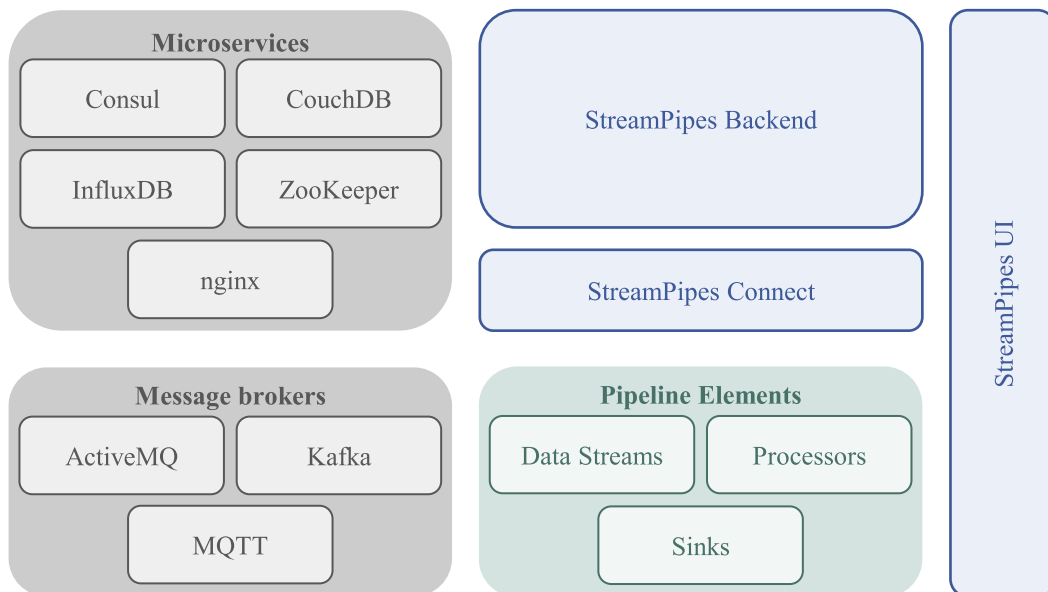 Microservices
Consul
CouchDB
InfluxDB
ZooKeeper
nginx
StreamPipes Backend
StreamPipes Connect
StreamPipes UI
Message brokers
ActiveMQ
Kafka
MQTT
Pipeline Elements
Data Streams
Processors
Sinks